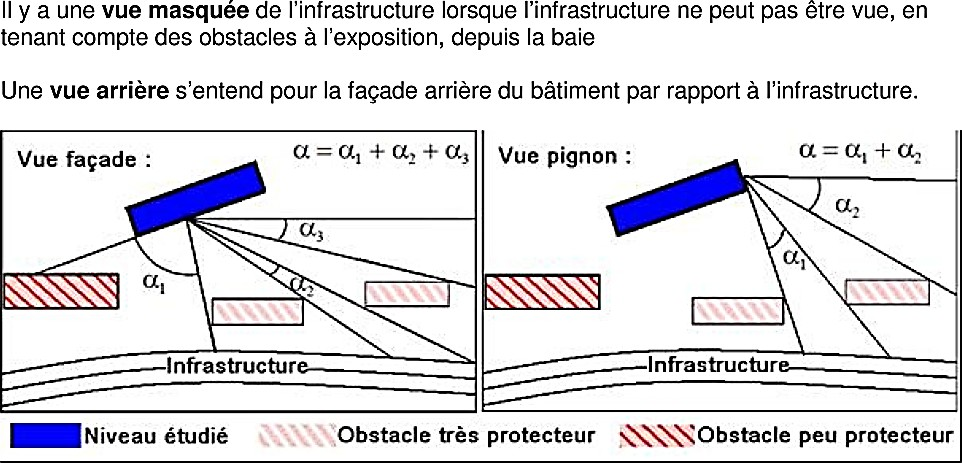 Il y a une vue masquée de l'infrastructure lorsque l'infrastructure ne peut pas être vue, en
tenant compte des obstacles à l'exposition, depuis la baie
Une vue arrière s'entend pour la façade arrière du bâtiment par rapport à l'infrastructure.
Vue façade :
α = α₁ + α₂ + α₃
α₃
α₁
α₂
Infrastructure
Vue pignon :
α = α₁ + α₂
α₂
α₁
Infrastructure
Niveau étudié
Obstacle très protecteur
Obstacle peu protecteur